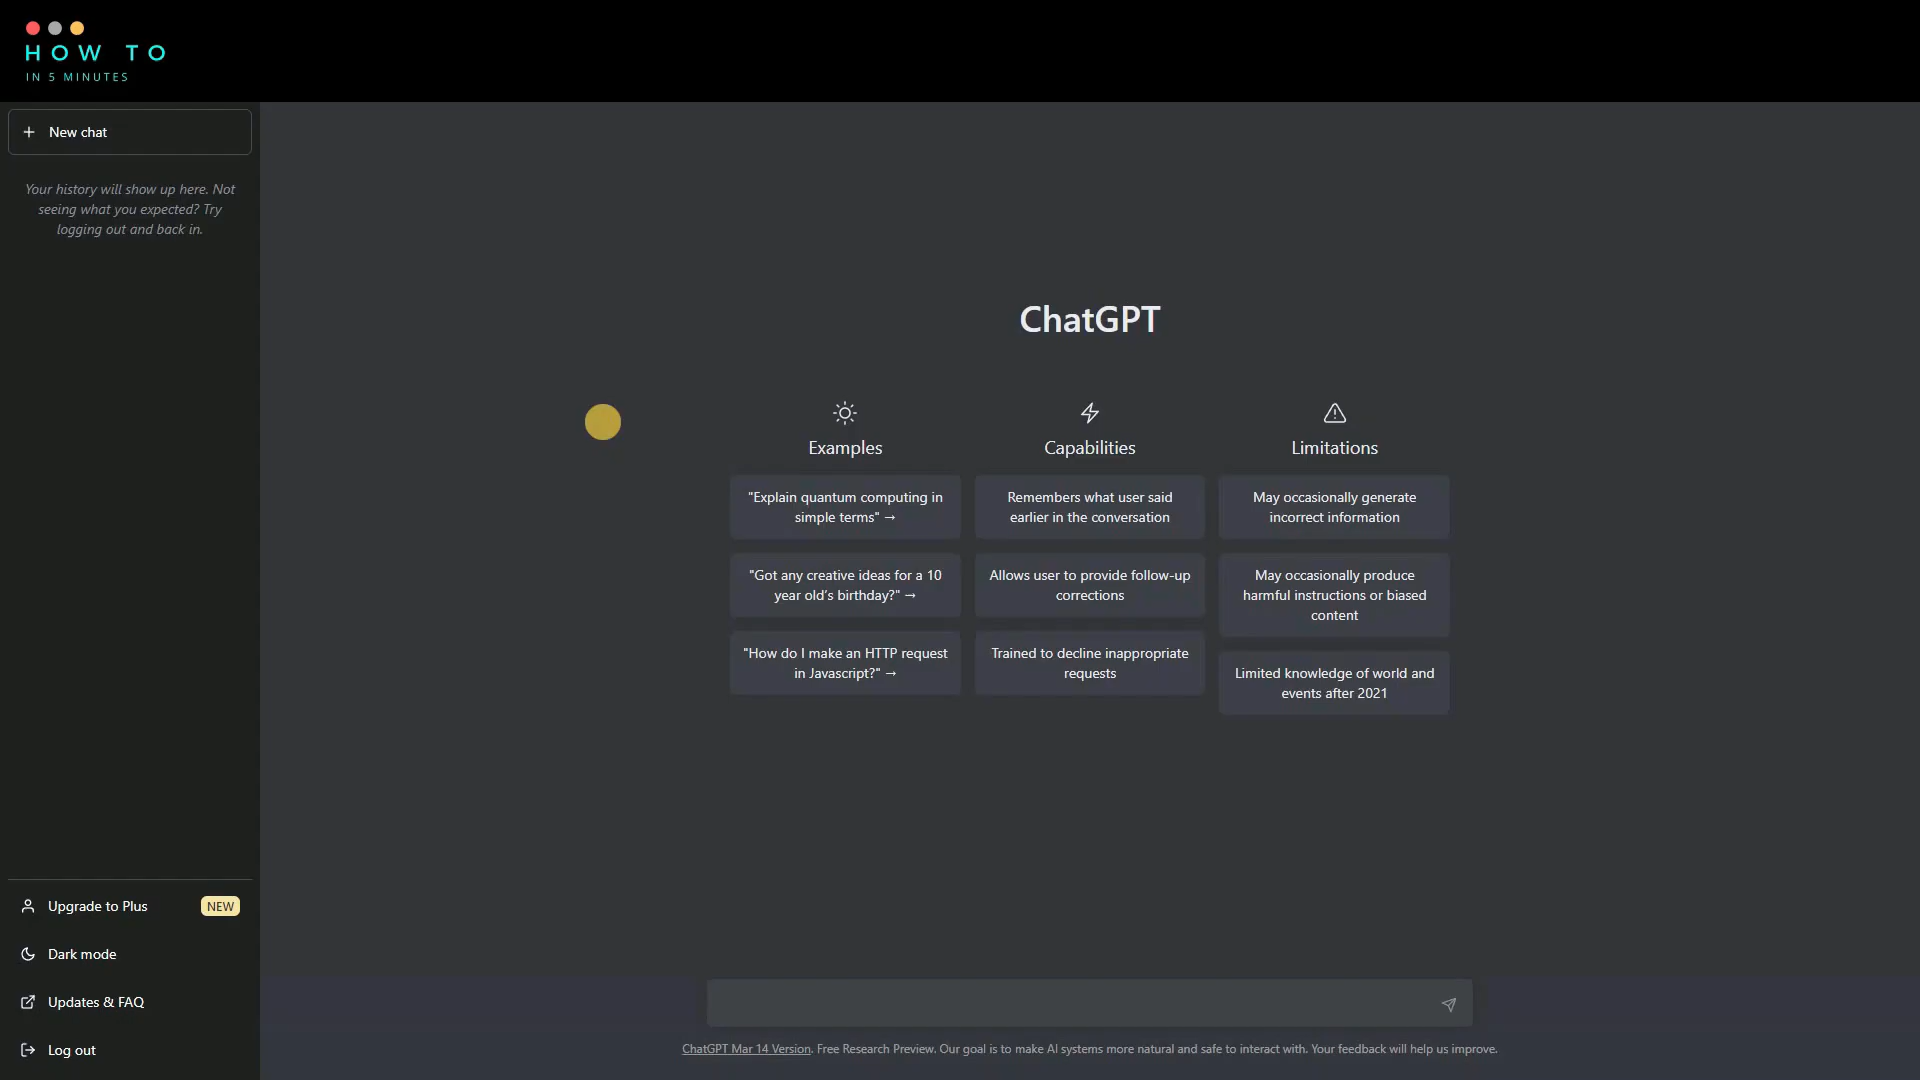 HOW TO
IN 5 MINUTES
New chat
Your history will show up here. Not
seeing what you expected? Try
logging out and back in.
ChatGPT
Examples
"Explain quantum computing in
simple terms" →
"Got any creative ideas for a 10
year old's birthday?" →
"How do I make an HTTP request
in Javascript?" →
Capabilities
Remembers what user said
earlier in the conversation
Allows user to provide follow-up
corrections
Trained to decline inappropriate
requests
Limitations
May occasionally generate
incorrect information
May occasionally produce
harmful instructions or biased
content
Limited knowledge of world and
events after 2021
Upgrade to Plus NEW
Dark mode
Updates & FAQ
Log out
ChatGPT Mar 14 Version. Free Research Preview. Our goal is to make AI systems more natural and safe to interact with. Your feedback will help us improve.